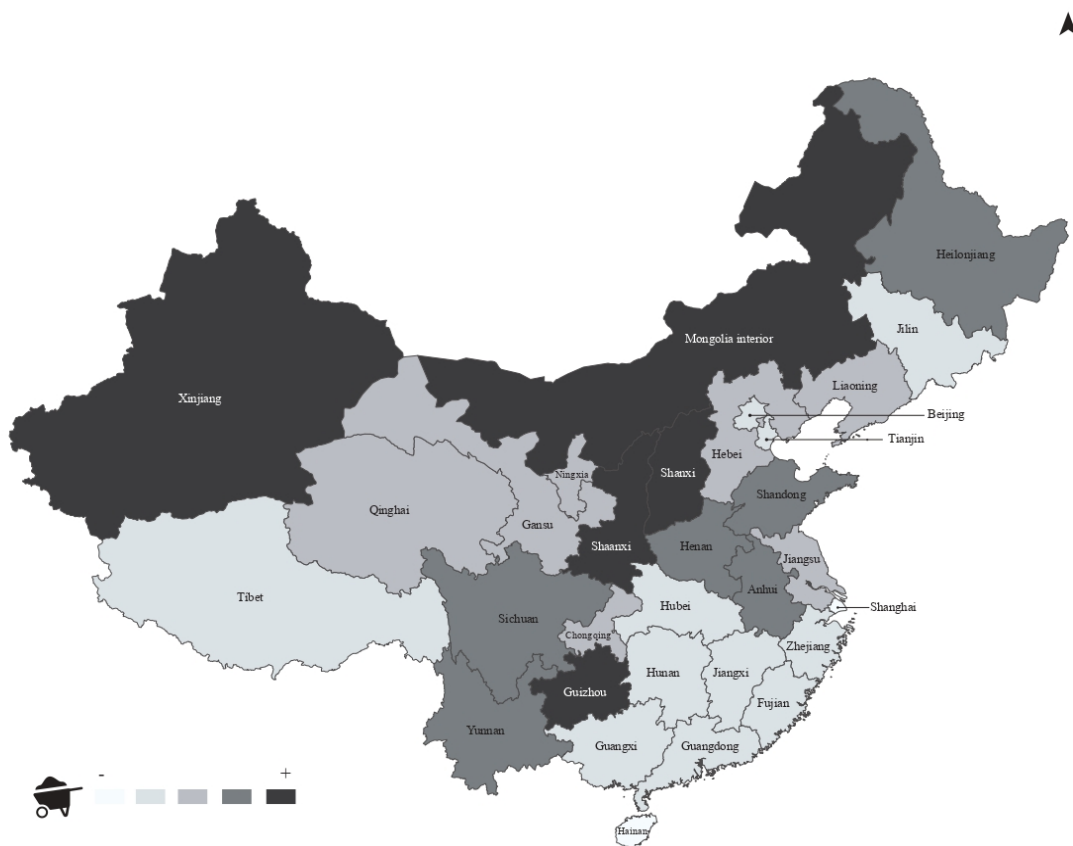 Heilonjiang
Jilin
Mongolia interior
Liaoning
Xinjiang
Beijing
Tianjin
Hebei
Ningxia
Shanxi
Shandong
Qinghai
Gansu
Shaanxi
Henan
Jiangsu
Anhui
Tibet
Hubei
Shanghai
Sichuan
Chongqing
Zhejiang
Hunan
Jiangxi
Guizhou
Fujian
Yunnan
Guangxi
Guangdong
- +
Hainan